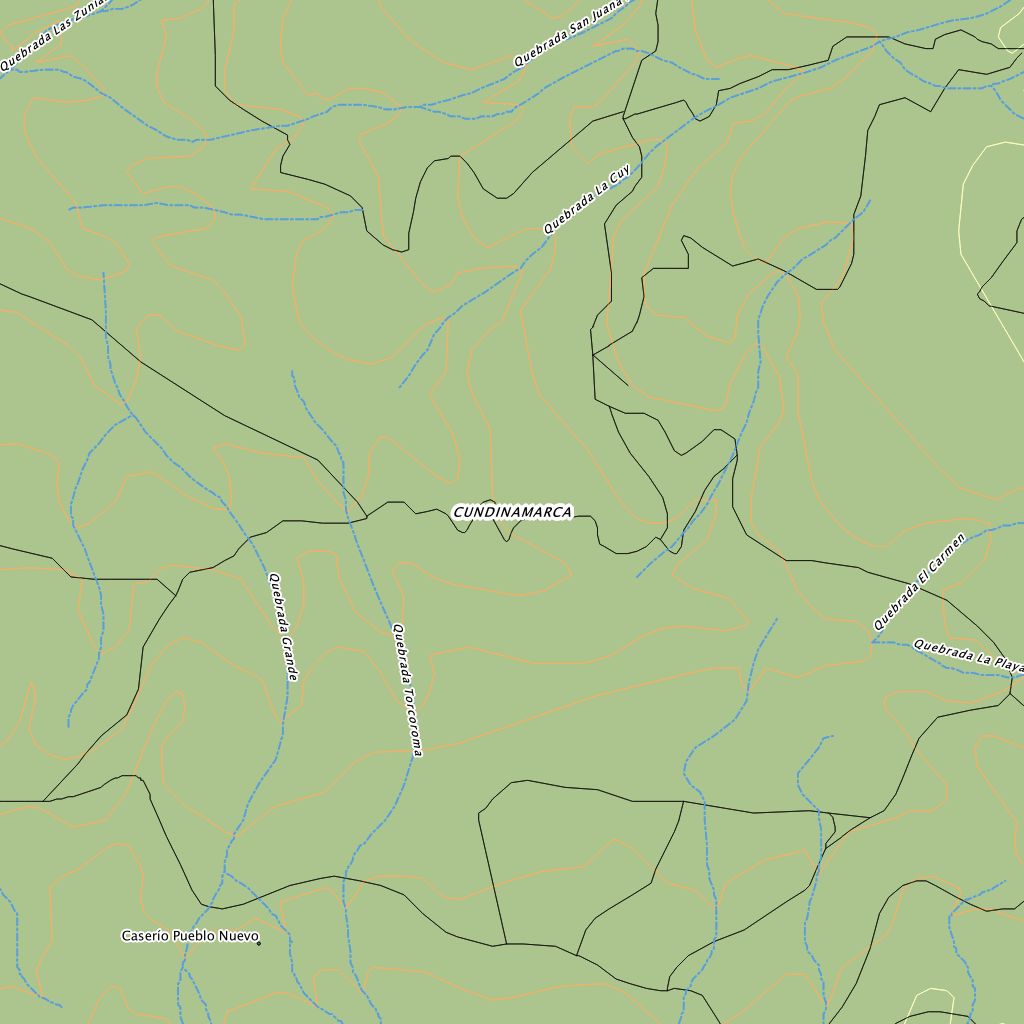 Quebrada Las Zunia
Quebrada San Juana
Quebrada La Cuy
CUNDINAMARCA
Quebrada El Carmen
Quebrada Grande
Quebrada Torcoroma
Quebrada La Playa
Caserío Pueblo Nuevo